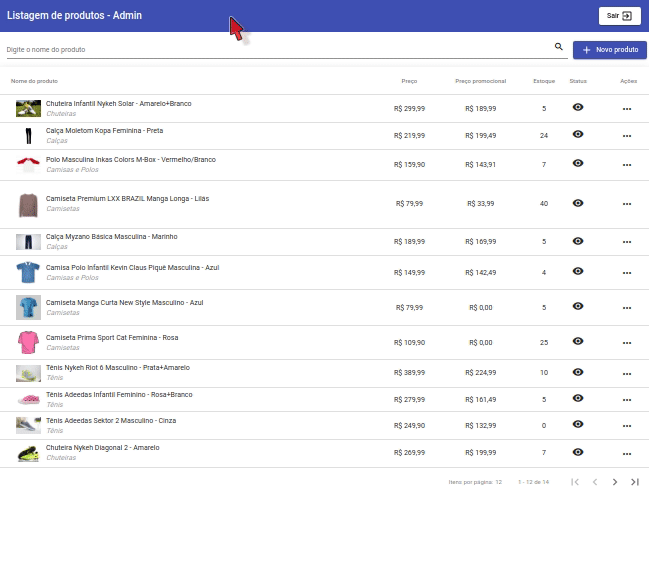 Listagem de produtos - Admin
Sair
Digite o nome do produto
Novo produto
Nome do produto Preço Preço promocional Estoque Status Ações
Chuteira Infantil Nykeh Solar - Amarelo+Branco
Chuteiras
R$ 299,99 R$ 189,99 5
Calça Moletom Kopa Feminina - Preta
Calças
R$ 219,99 R$ 199,49 24
Polo Masculina Inkas Colors M-Box - Vermelho/Branco
Camisas e Polos
R$ 159,90 R$ 143,91 7
Camiseta Premium LXX BRAZIL Manga Longa - Lilás
Camisetas
R$ 79,99 R$ 33,99 40
Calça Myzano Básica Masculina - Marinho
Calças
R$ 189,99 R$ 169,99 5
Camisa Polo Infantil Kevin Claus Piquê Masculina - Azul
Camisas e Polos
R$ 149,99 R$ 142,49 4
Camiseta Manga Curta New Style Masculino - Azul
Camisetas
R$ 79,99 R$ 0,00 5
Camiseta Prima Sport Cat Feminina - Rosa
Camisetas
R$ 109,90 R$ 0,00 25
Tênis Nykeh Riot 6 Masculino - Prata+Amarelo
Tênis
R$ 389,99 R$ 224,99 10
Tênis Adeedas Infantil Feminino - Rosa+Branco
Tênis
R$ 279,99 R$ 161,49 5
Tênis Adeedas Sektor 2 Masculino - Cinza
Tênis
R$ 249,90 R$ 132,99 0
Chuteira Nykeh Diagonal 2 - Amarelo
Chuteiras
R$ 269,99 R$ 199,99 7
Itens por página: 12 1 - 12 de 14